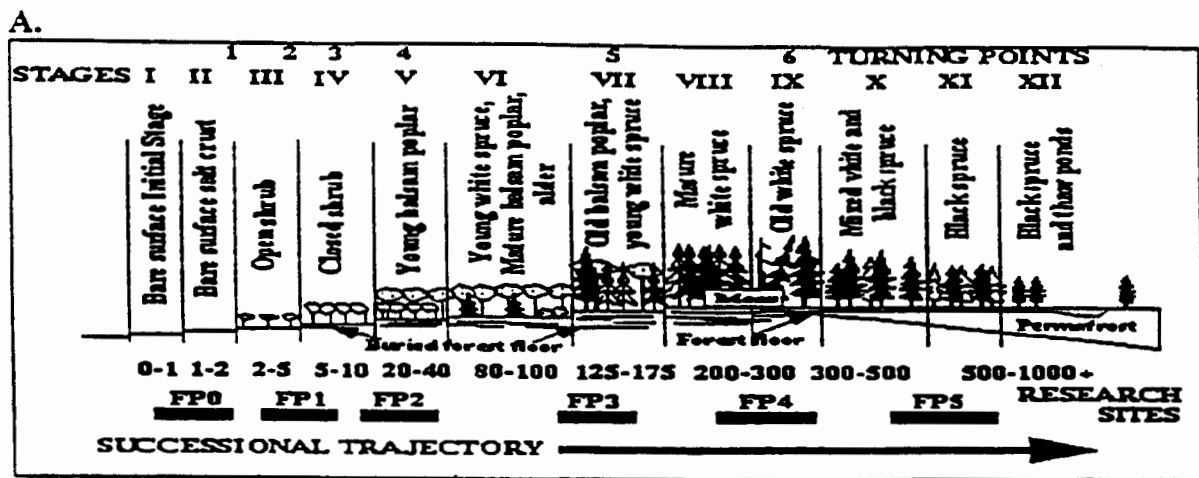 A.
1 2 3 4 5 6 TURNING POINTS
STAGES I II III IV V VI VII VIII IX X XI XII
Bare surface Initial Stage
Bare surface salt crust
Open shrub
Closed shrub
Young balsam poplar
Young white spruce,
Mature balsam poplar,
alder
Old balsam poplar,
young white spruce
Mature
white spruce
Old white spruce
Mixed white and
black spruce
Black spruce
Black spruce
and thaw ponds
Permafrost
Buried forest floor
Forest floor
0-1 1-2 2-5 5-10 20-40 80-100 125-175 200-300 300-500 500-1000+
FP0 FP1 FP2 FP3 FP4 FP5 RESEARCH
SITES
SUCCESSIONAL TRAJECTORY